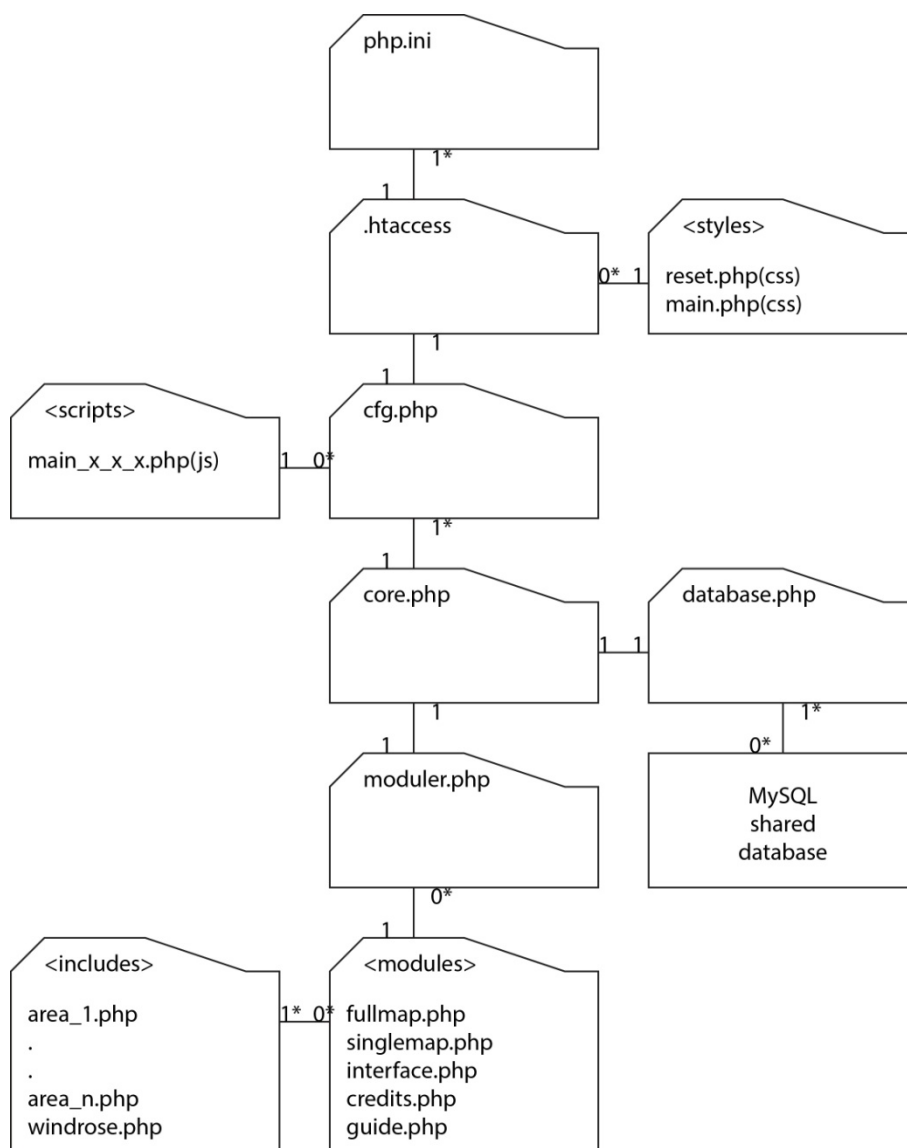 php.ini
1*
1
.htaccess
<styles>
0* 1
reset.php(css)
main.php(css)
1
1
<scripts>
cfg.php
main_x_x_x.php(js)
1 0*
1*
1
core.php
database.php
1 1
1
1*
1
0*
moduler.php
MySQL
shared
database
0*
1
<includes>
<modules>
area_1.php
1* 0*
fullmap.php
.
singlemap.php
.
interface.php
area_n.php
credits.php
windrose.php
guide.php